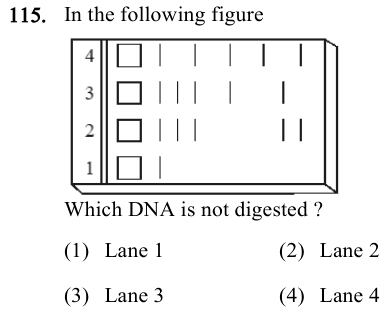 115. In the following figure
4
3
2
1
Which DNA is not digested ?
(1) Lane 1 (2) Lane 2
(3) Lane 3 (4) Lane 4